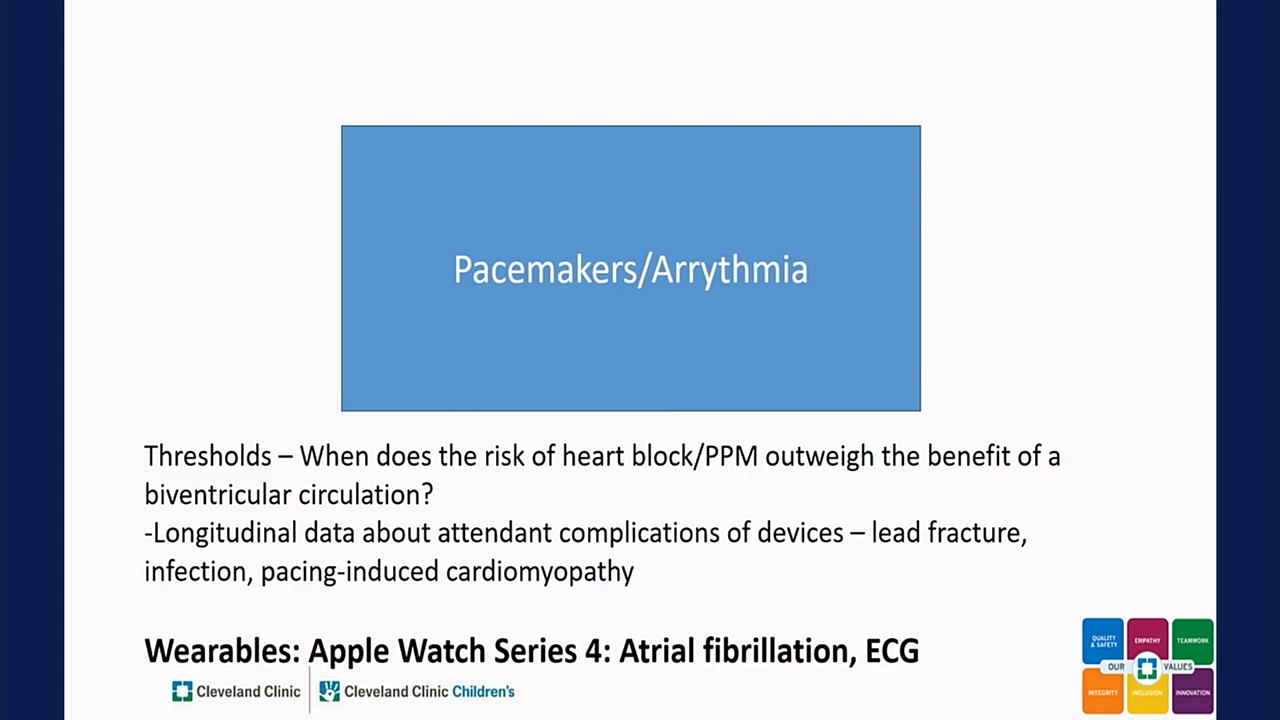 Pacemakers/Arrythmia
Thresholds – When does the risk of heart block/PPM outweigh the benefit of a
biventricular circulation?
-Longitudinal data about attendant complications of devices – lead fracture,
infection, pacing-induced cardiomyopathy
Wearables: Apple Watch Series 4: Atrial fibrillation, ECG
Cleveland Clinic
Cleveland Clinic Children's
QUALITY
& SAFETY
EMPATHY
TEAMWORK
OUR
VALUES
INTEGRITY
INCLUSION
INNOVATION